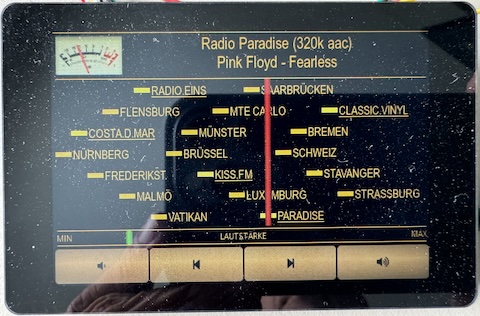 Radio Paradise (320k aac)
Pink Floyd - Fearless
RADIO.EINS SAARBRÜCKEN
FLENSBURG MTE CARLO CLASSIC.VINYL
COSTA.D.MAR MÜNSTER BREMEN
NÜRNBERG BRÜSSEL SCHWEIZ
FREDERIKST. KISS.FM STAVANGER
MALMÖ LUXEMBURG STRASSBURG
VATIKAN PARADISE
MIN LAUTSTÄRKE MAX